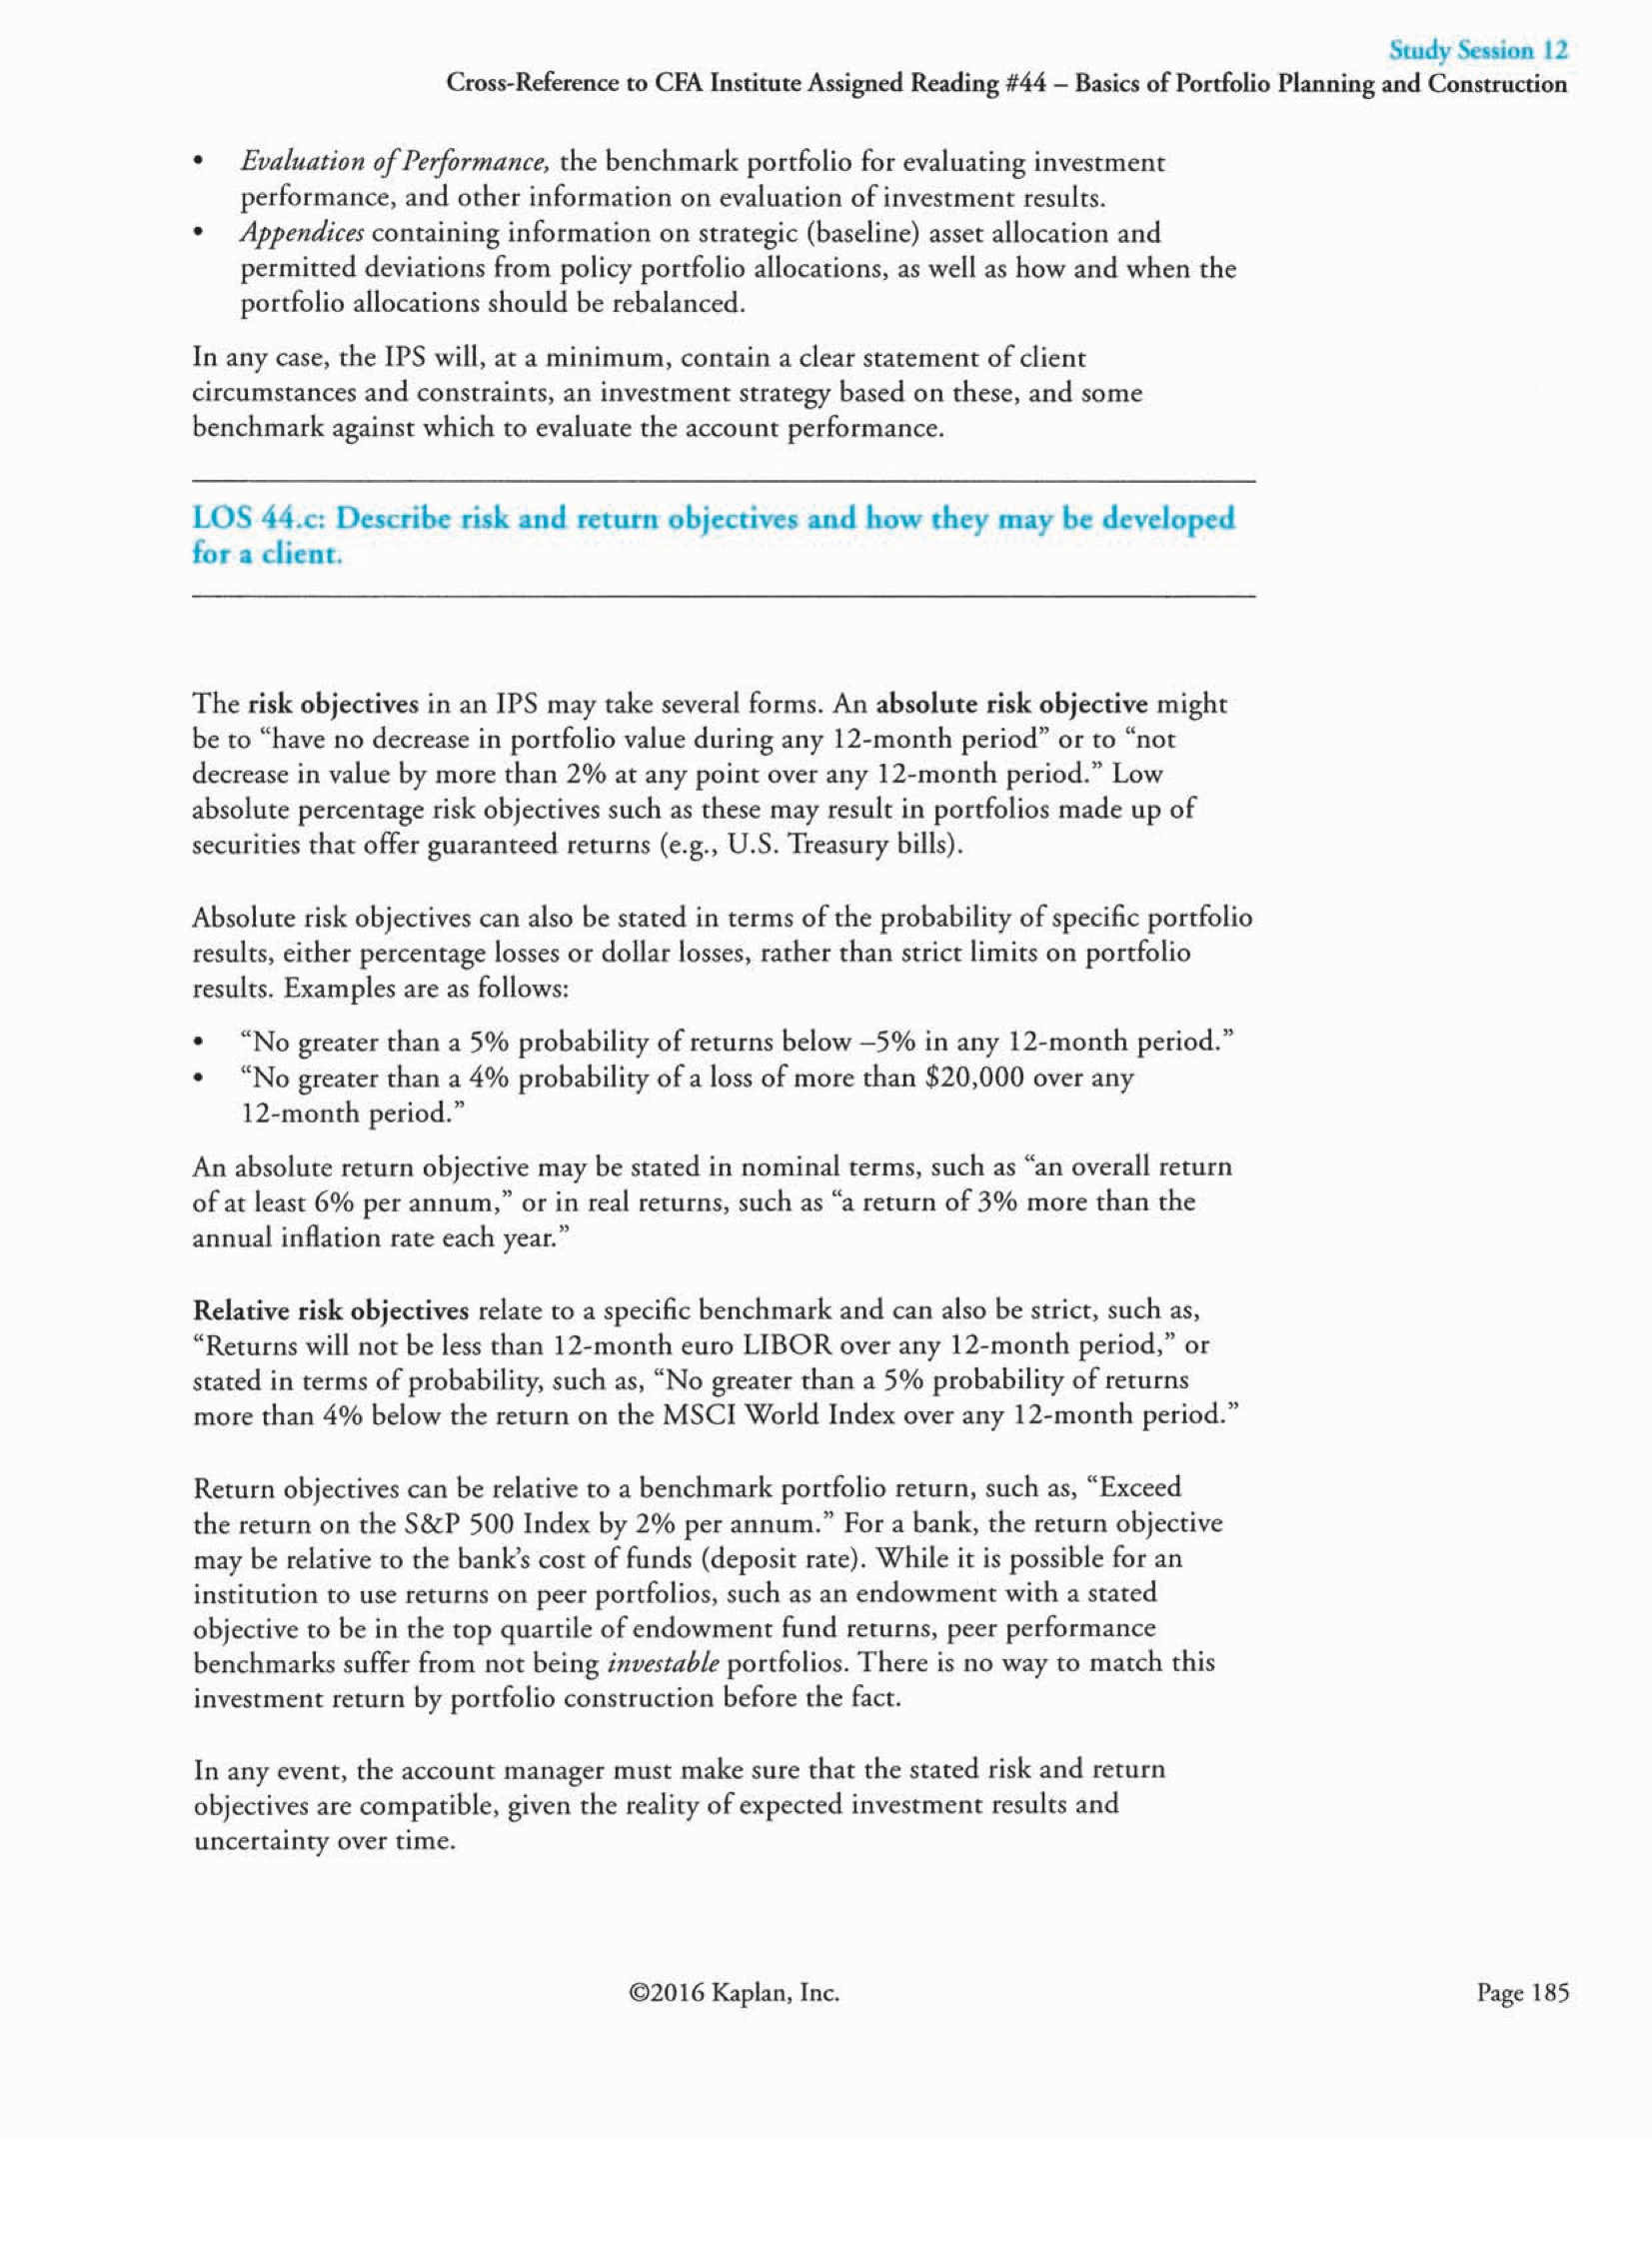 Study Session 12
Cross-Reference to CFA Institute Assigned Reading #44 – Basics of Portfolio Planning and Construction
• Evaluation of Performance, the benchmark portfolio for evaluating investment
performance, and other information on evaluation of investment results.
• Appendices containing information on strategic (baseline) asset allocation and
permitted deviations from policy portfolio allocations, as well as how and when the
portfolio allocations should be rebalanced.
In any case, the IPS will, at a minimum, contain a clear statement of client
circumstances and constraints, an investment strategy based on these, and some
benchmark against which to evaluate the account performance.
LOS 44.c: Describe risk and return objectives and how they may be developed
for a client.
The risk objectives in an IPS may take several forms. An absolute risk objective might
be to “have no decrease in portfolio value during any 12-month period” or to “not
decrease in value by more than 2% at any point over any 12-month period.” Low
absolute percentage risk objectives such as these may result in portfolios made up of
securities that offer guaranteed returns (e.g., U.S. Treasury bills).
Absolute risk objectives can also be stated in terms of the probability of specific portfolio
results, either percentage losses or dollar losses, rather than strict limits on portfolio
results. Examples are as follows:
• “No greater than a 5% probability of returns below –5% in any 12-month period.”
• “No greater than a 4% probability of a loss of more than $20,000 over any
12-month period.”
An absolute return objective may be stated in nominal terms, such as “an overall return
of at least 6% per annum,” or in real returns, such as “a return of 3% more than the
annual inflation rate each year.”
Relative risk objectives relate to a specific benchmark and can also be strict, such as,
“Returns will not be less than 12-month euro LIBOR over any 12-month period,” or
stated in terms of probability, such as, “No greater than a 5% probability of returns
more than 4% below the return on the MSCI World Index over any 12-month period.”
Return objectives can be relative to a benchmark portfolio return, such as, “Exceed
the return on the S&P 500 Index by 2% per annum.” For a bank, the return objective
may be relative to the bank’s cost of funds (deposit rate). While it is possible for an
institution to use returns on peer portfolios, such as an endowment with a stated
objective to be in the top quartile of endowment fund returns, peer performance
benchmarks suffer from not being investable portfolios. There is no way to match this
investment return by portfolio construction before the fact.
In any event, the account manager must make sure that the stated risk and return
objectives are compatible, given the reality of expected investment results and
uncertainty over time.
©2016 Kaplan, Inc.
Page 185